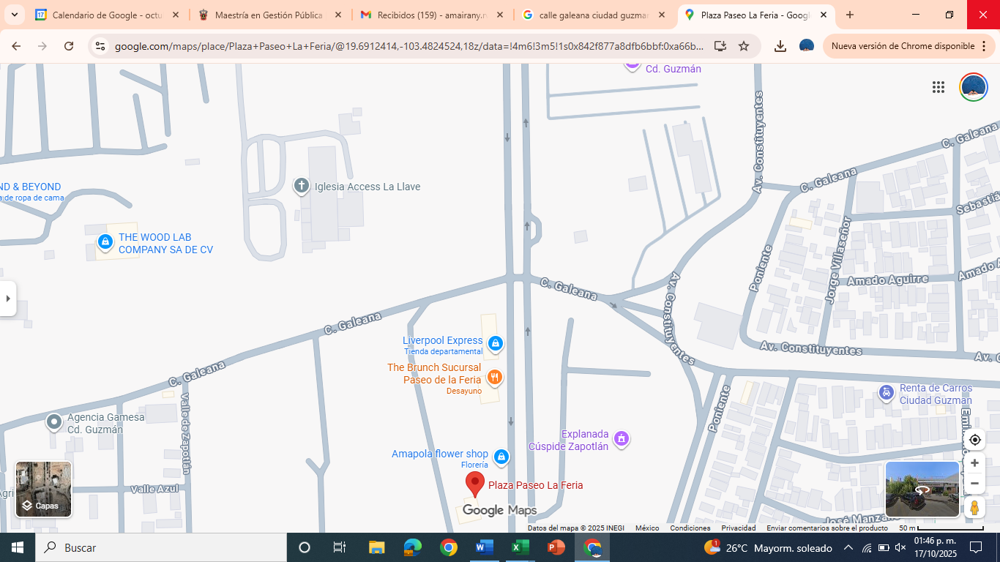 Calendario de Google - octu
Maestría en Gestión Pública
Recibidos (159) - amairany.n
calle galeana ciudad guzman
Plaza Paseo La Feria - Google
google.com/maps/place/Plaza+Paseo+La+Feria/@19.6912414,-103.4824524,18z/data=!4m6!3m5!1s0x842f877a8dfb6bbf:0xa66b...
Nueva versión de Chrome disponible
Cd. Guzmán
Av. Constituyentes
C. Galeana
C. Galeana
ND & BEYOND
a de ropa de cama
Iglesia Access La Llave
Sebastiá
THE WOOD LAB
COMPANY SA DE CV
Jorge Villaseñor
Poniente
Amado Aguirre
Amado A
C. Galeana
Av. Constituyentes
C. Galeana
Liverpool Express
Tienda departamental
Av. Constituyentes
Av. C
The Brunch Sucursal
Paseo de la Feria
Desayuno
C. Galeana
Renta de Carros
Ciudad Guzman
Valle de Zapotlán
Poniente
Agencia Gamesa
Cd. Guzmán
Explanada
Cúspide Zapotlán
Amapola flower shop
Florería
Plaza Paseo La Feria
Valle Azul
Agri
Capas
Google Maps
José Manzano
Datos del mapa © 2025 INEGI
México
Condiciones
Privacidad
Enviar comentarios sobre el producto
50 m
Buscar
26°C Mayorm. soleado
01:46 p. m.
17/10/2025